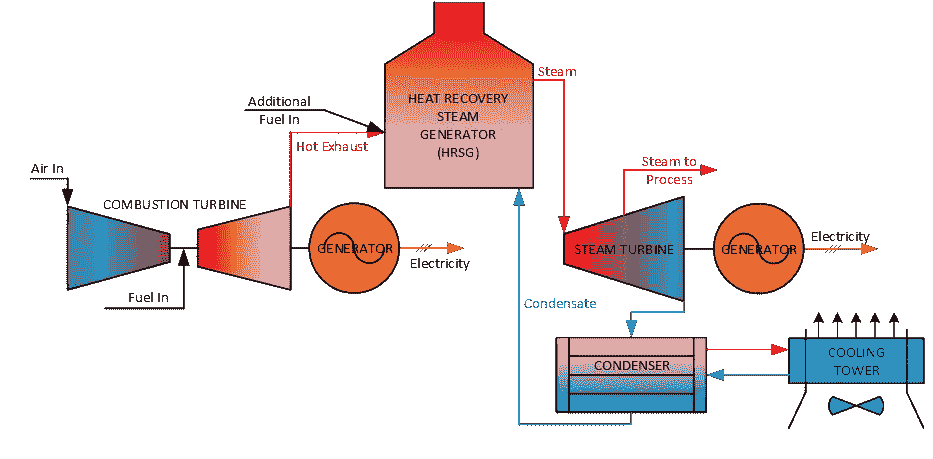 Steam
Additional
Fuel In
HEAT RECOVERY
STEAM
GENERATOR
(HRSG)
Hot Exhaust
Air In
Steam to
Process
COMBUSTION TURBINE
GENERATOR
Electricity
STEAM TURBINE
GENERATOR
Electricity
Fuel In
Condensate
CONDENSER
COOLING
TOWER